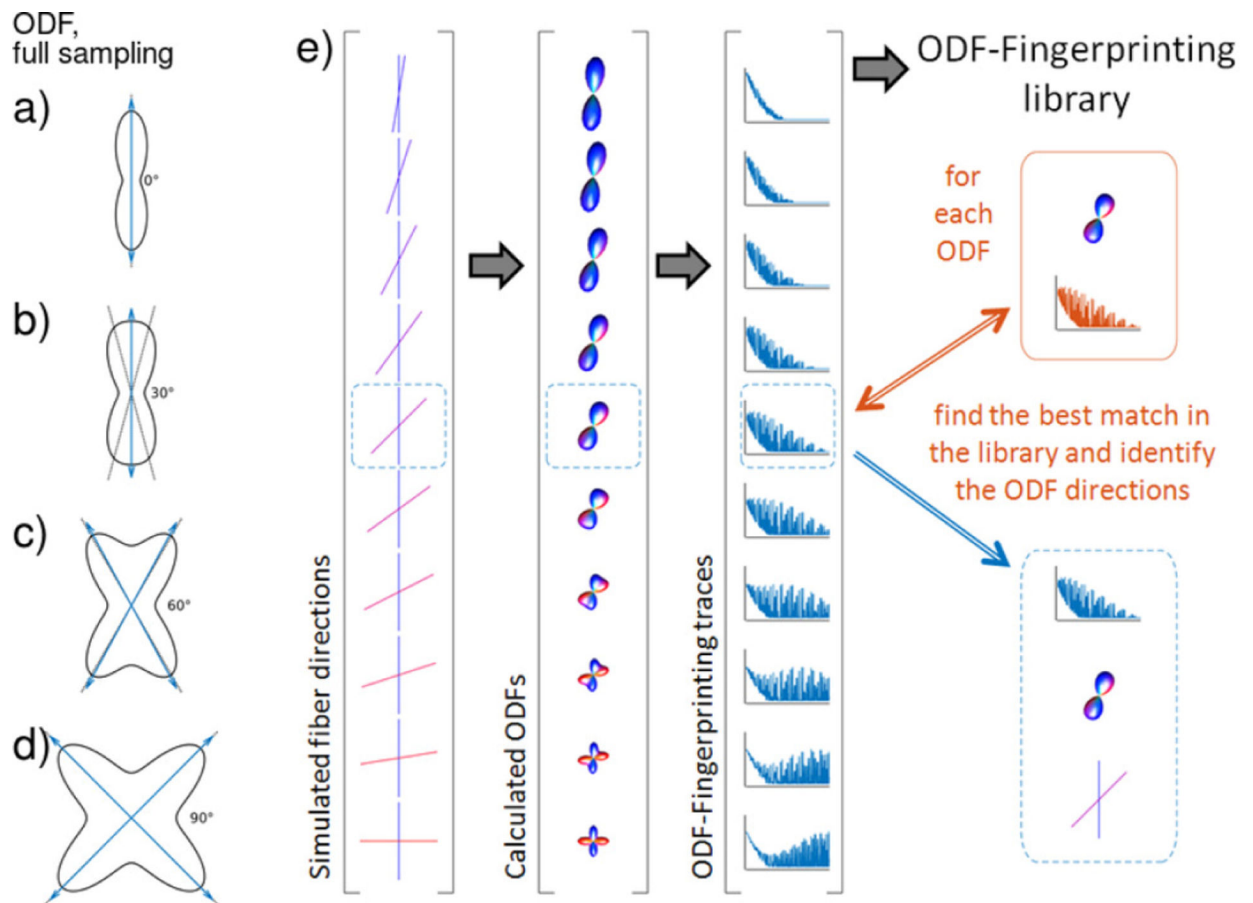 ODF,
full sampling
a)
0°
b)
30°
c)
60°
d)
90°
e)
Simulated fiber directions
Calculated ODFs
ODF-Fingerprinting traces
ODF-Fingerprinting
library
for
each
ODF
find the best match in
the library and identify
the ODF directions